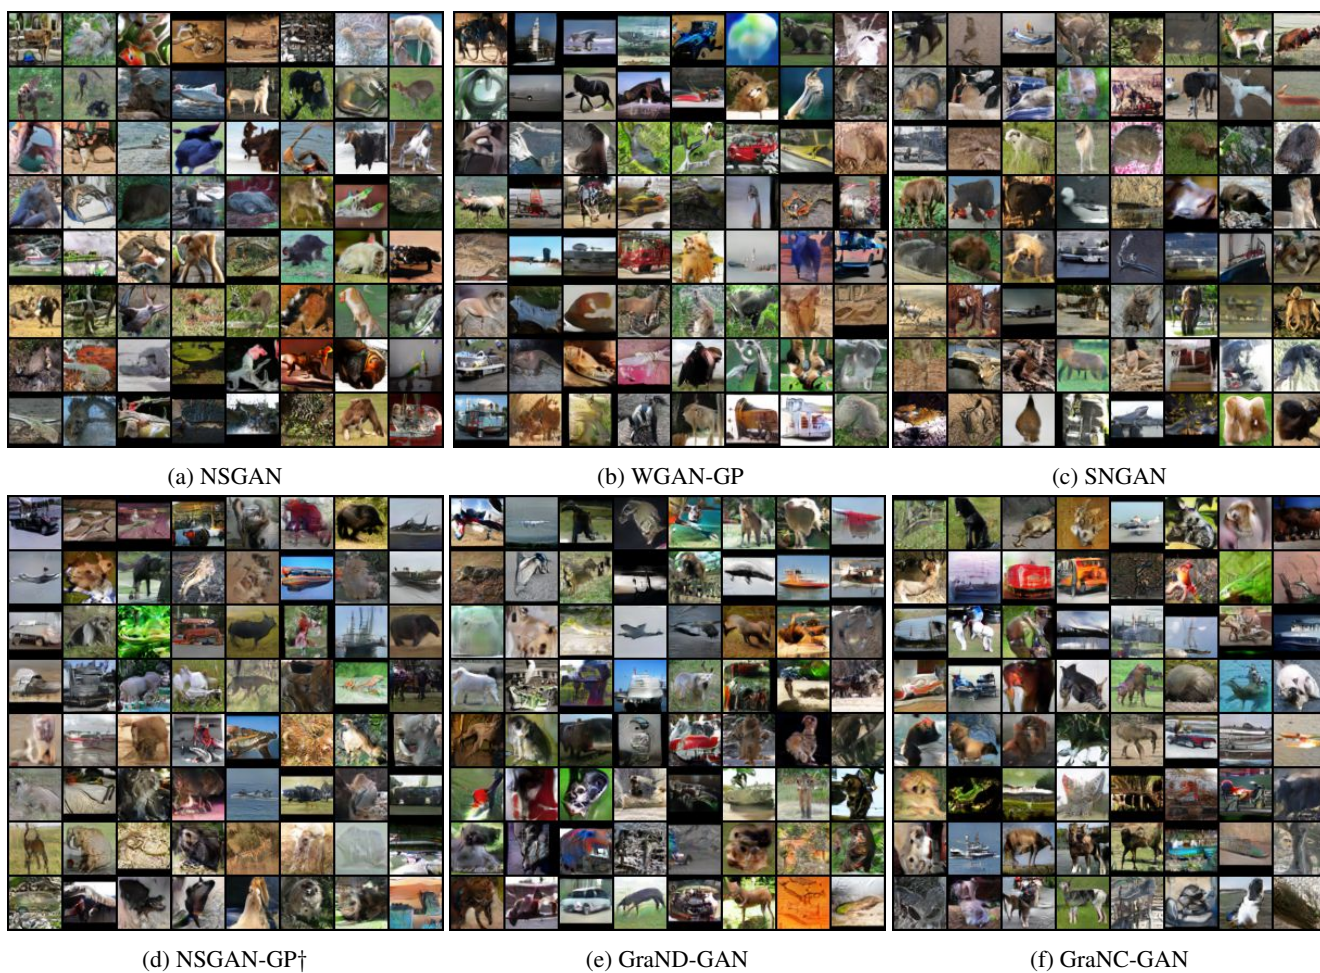 (a) NSGAN
(b) WGAN-GP
(c) SNGAN
(d) NSGAN-GP†
(e) GraND-GAN
(f) GraNC-GAN